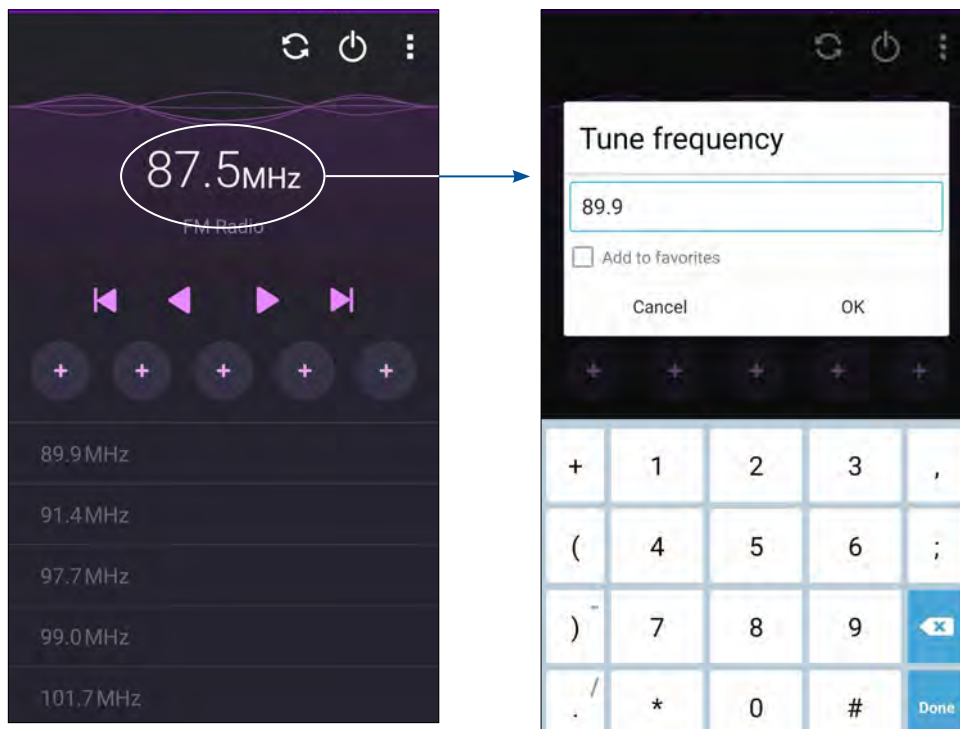 87.5MHz
FM Radio
+ + + + +
89.9MHz
91.4MHz
97.7MHz
99.0MHz
101.7MHz
Tune frequency
89.9
Add to favorites
Cancel OK
+ + + + +
+ 1 2 3 ,
( 4 5 6 ;
) - 7 8 9
. / * 0 # Done